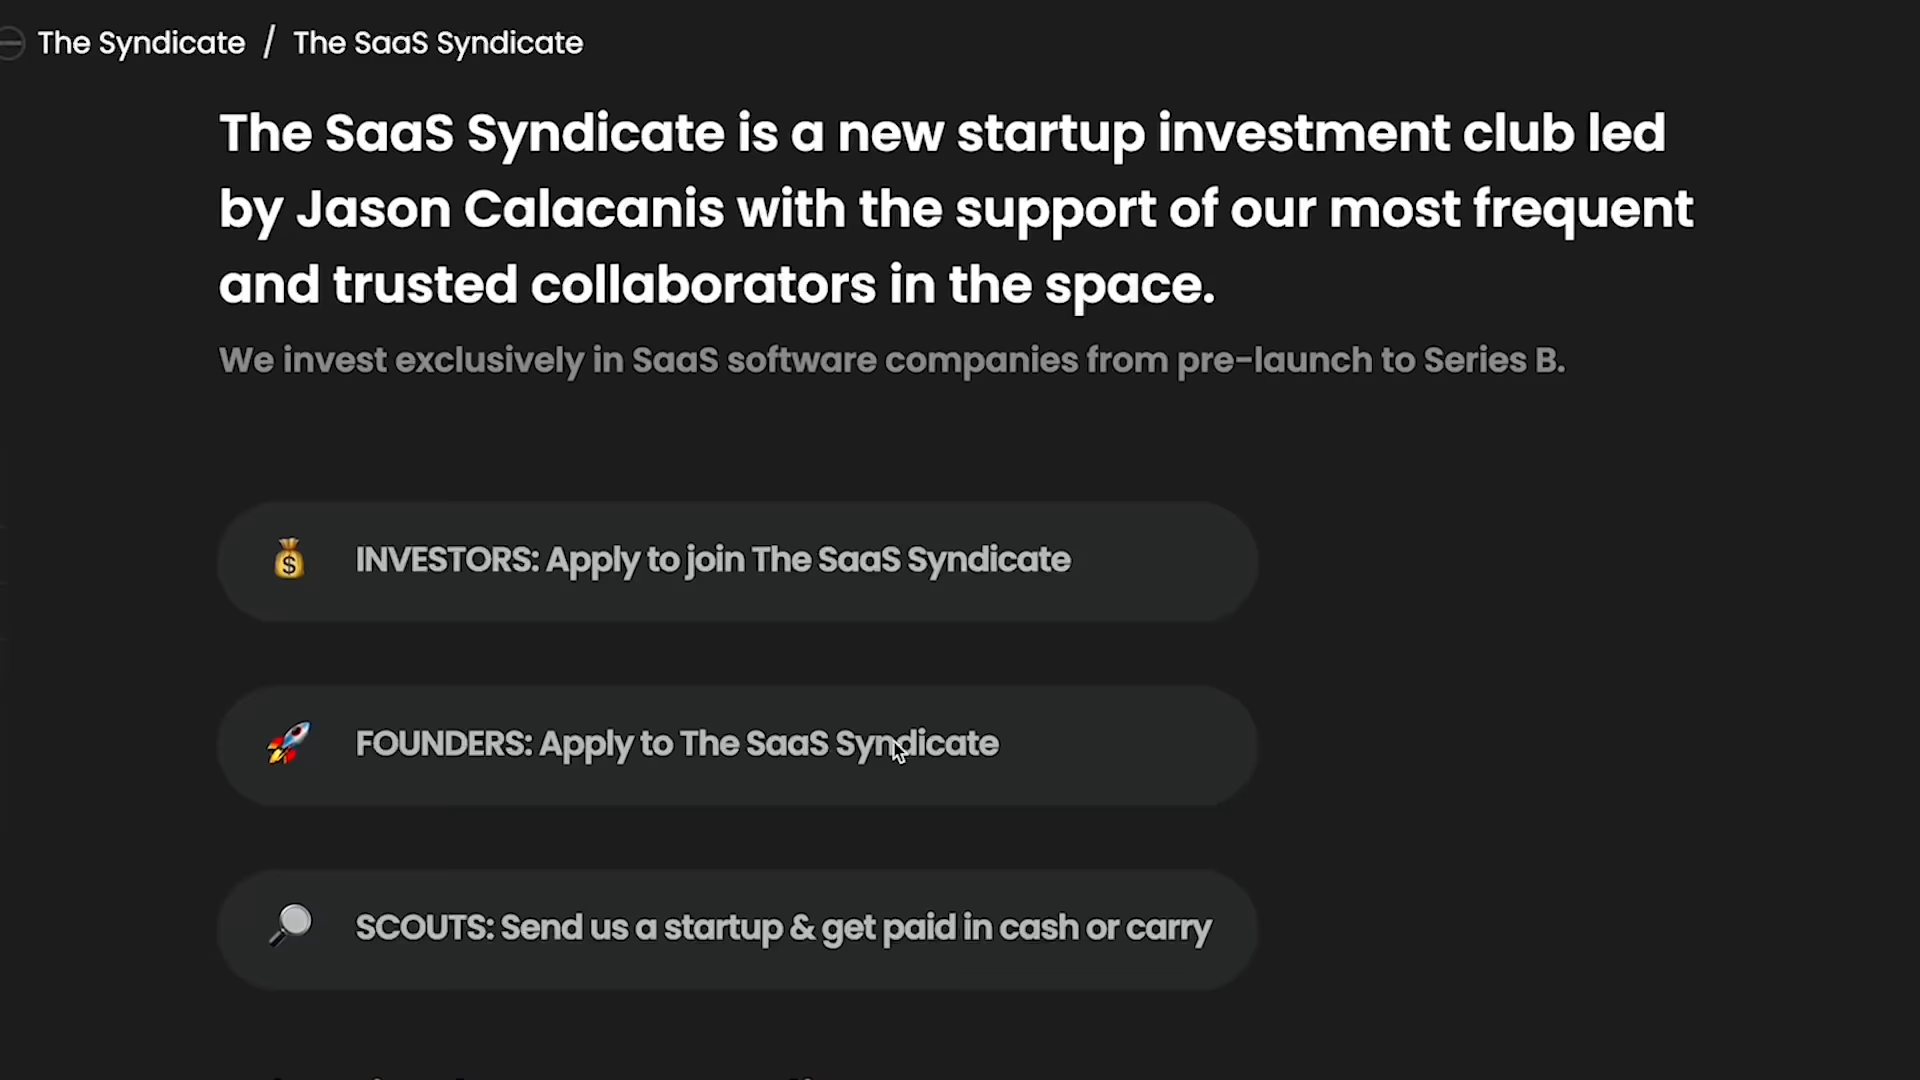 The Syndicate / The SaaS Syndicate
The SaaS Syndicate is a new startup investment club led
by Jason Calacanis with the support of our most frequent
and trusted collaborators in the space.
We invest exclusively in SaaS software companies from pre-launch to Series B.
INVESTORS: Apply to join The SaaS Syndicate
FOUNDERS: Apply to The SaaS Syndicate
SCOUTS: Send us a startup & get paid in cash or carry